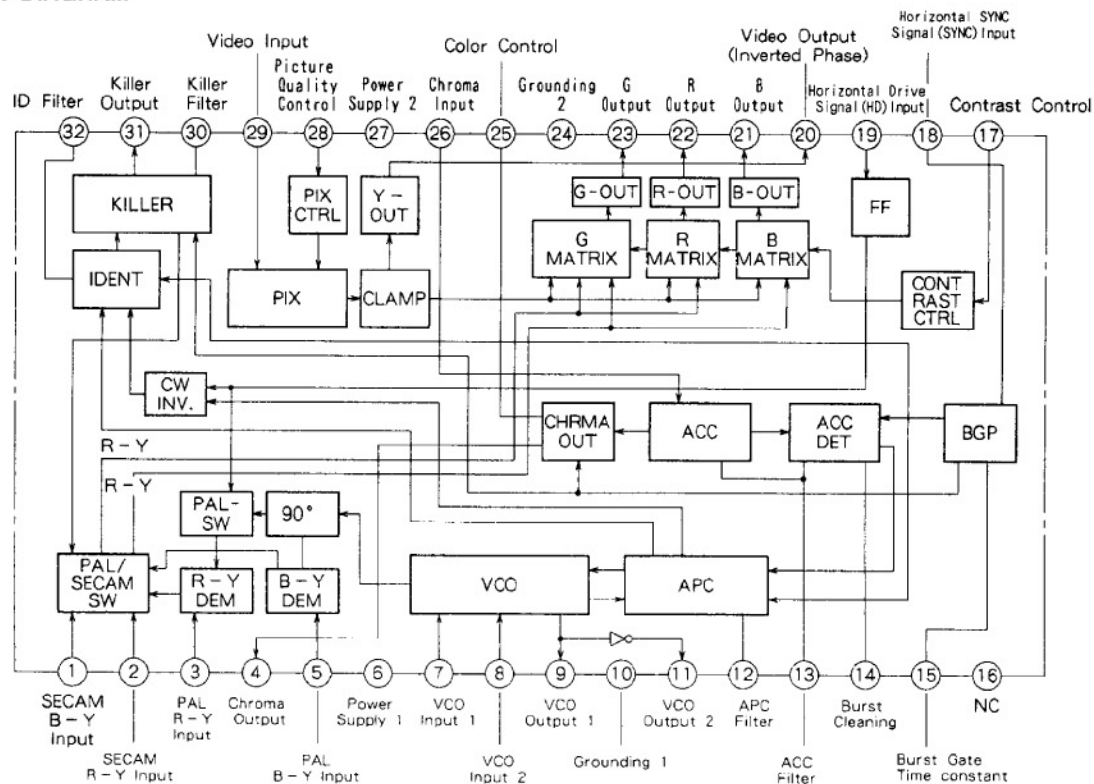 Video Input
Color Control
Video Output
(Inverted Phase)
Horizontal SYNC
Signal(SYNC)Input
ID Filter
Killer
Output
Killer
Filter
Picture
Quality
Control
Power
Supply 2
Chroma
Input
Grounding
2
G
Output
R
Output
B
Output
Horizontal Drive
Signal(HD)Input
Contrast Control
32
31
30
29
28
27
26
25
24
23
22
21
20
19
18
17
KILLER
PIX
CTRL
Y-
OUT
G-OUT
R-OUT
B-OUT
FF
IDENT
PIX
CLAMP
G
MATRIX
R
MATRIX
B
MATRIX
CONT
RAST
CTRL
CW
INV.
CHRMA
OUT
ACC
ACC
DET
BGP
R-Y
R-Y
PAL-
SW
90°
PAL/
SECAM
SW
R-Y
DEM
B-Y
DEM
VCO
APC
1
2
3
4
5
6
7
8
9
10
11
12
13
14
15
16
SECAM
B-Y
Input
SECAM
R-Y Input
PAL
R-Y
Input
Chroma
Output
PAL
B-Y Input
Power
Supply 1
VCO
Input 1
VCO
Input 2
VCO
Output 1
Grounding 1
VCO
Output 2
APC
Filter
ACC
Filter
Burst
Cleaning
Burst Gate
Time constant
NC